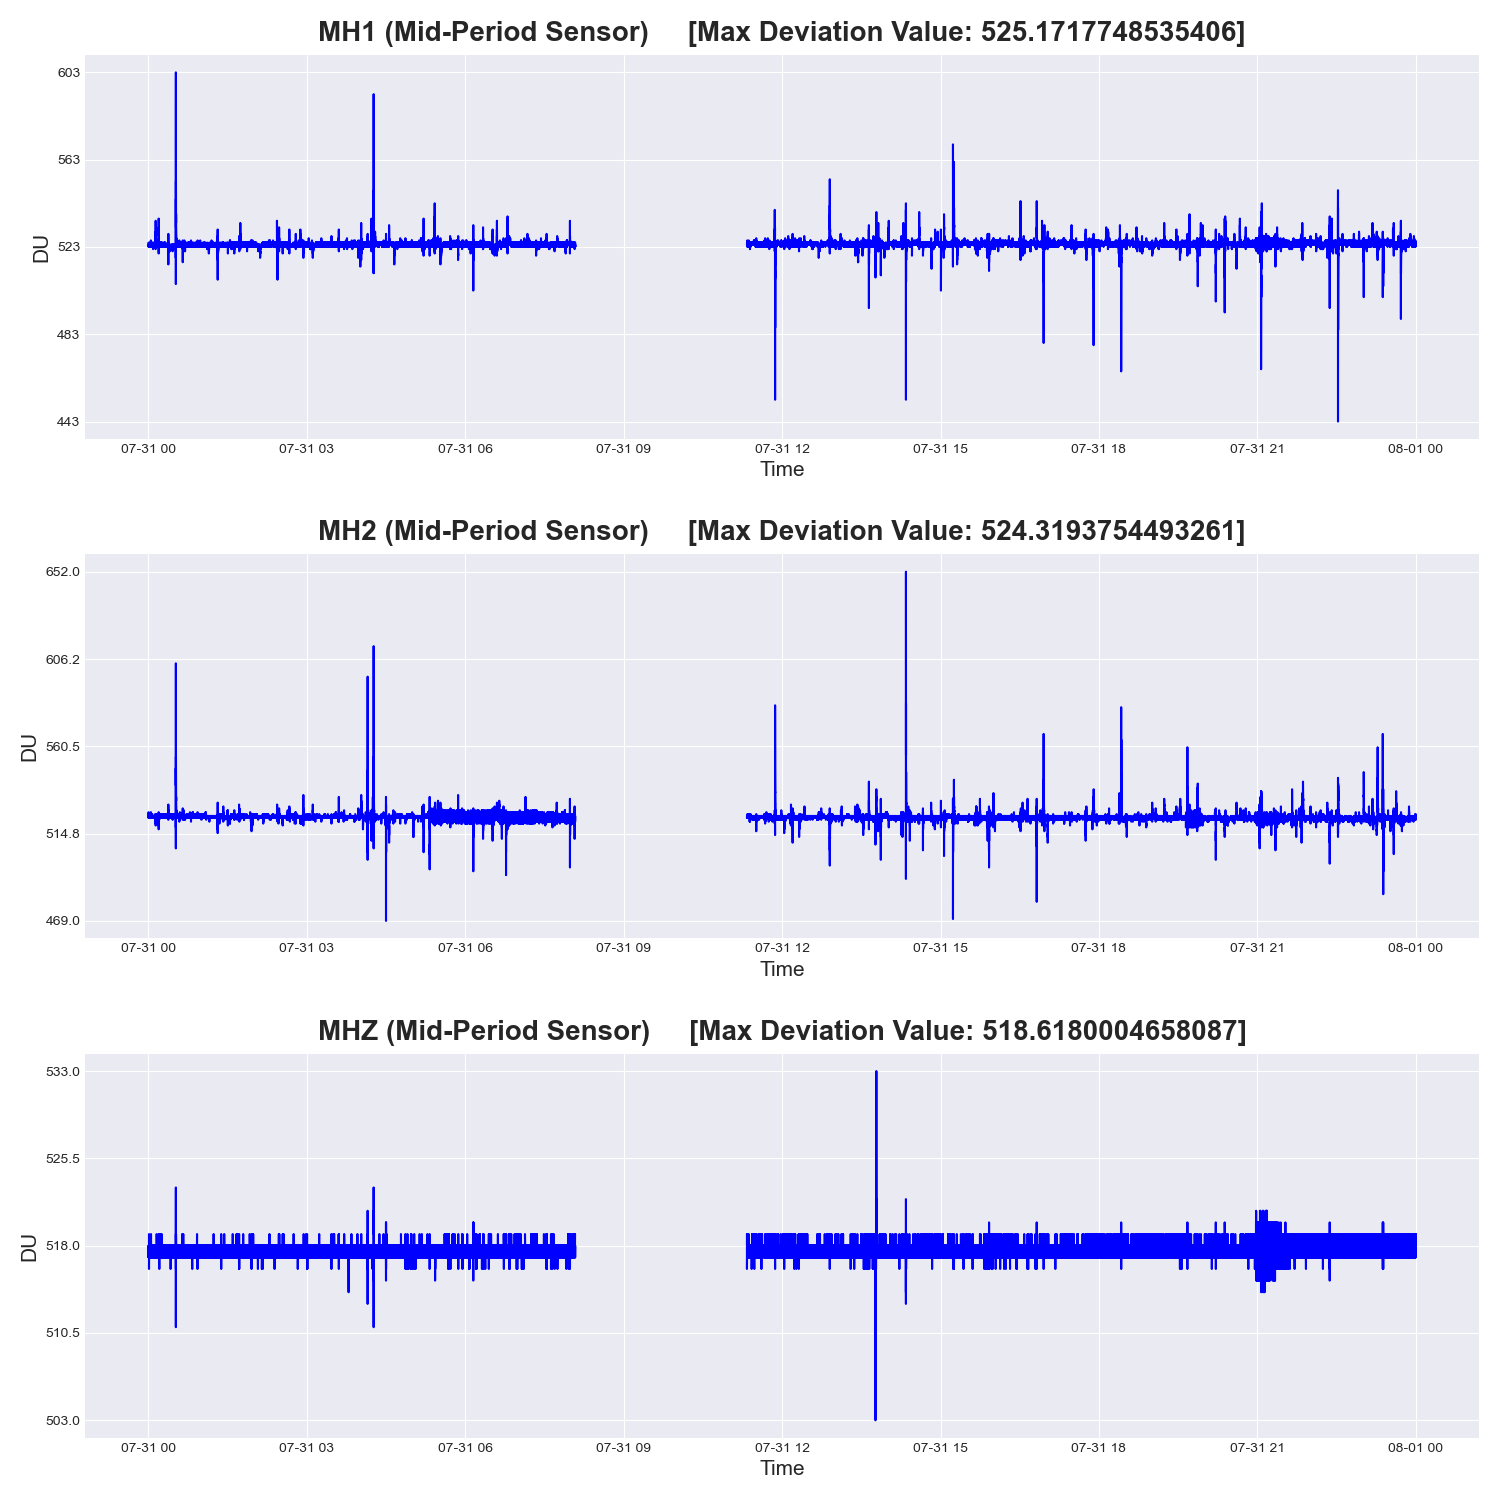 MH1 (Mid-Period Sensor) [Max Deviation Value: 525.1717748535406]
603
563
523
483
443
DU
07-31 00 07-31 03 07-31 06 07-31 09 07-31 12 07-31 15 07-31 18 07-31 21 08-01 00
Time
MH2 (Mid-Period Sensor) [Max Deviation Value: 524.3193754493261]
652.0
606.2
560.5
514.8
469.0
DU
07-31 00 07-31 03 07-31 06 07-31 09 07-31 12 07-31 15 07-31 18 07-31 21 08-01 00
Time
MHZ (Mid-Period Sensor) [Max Deviation Value: 518.6180004658087]
533.0
525.5
518.0
510.5
503.0
DU
07-31 00 07-31 03 07-31 06 07-31 09 07-31 12 07-31 15 07-31 18 07-31 21 08-01 00
Time